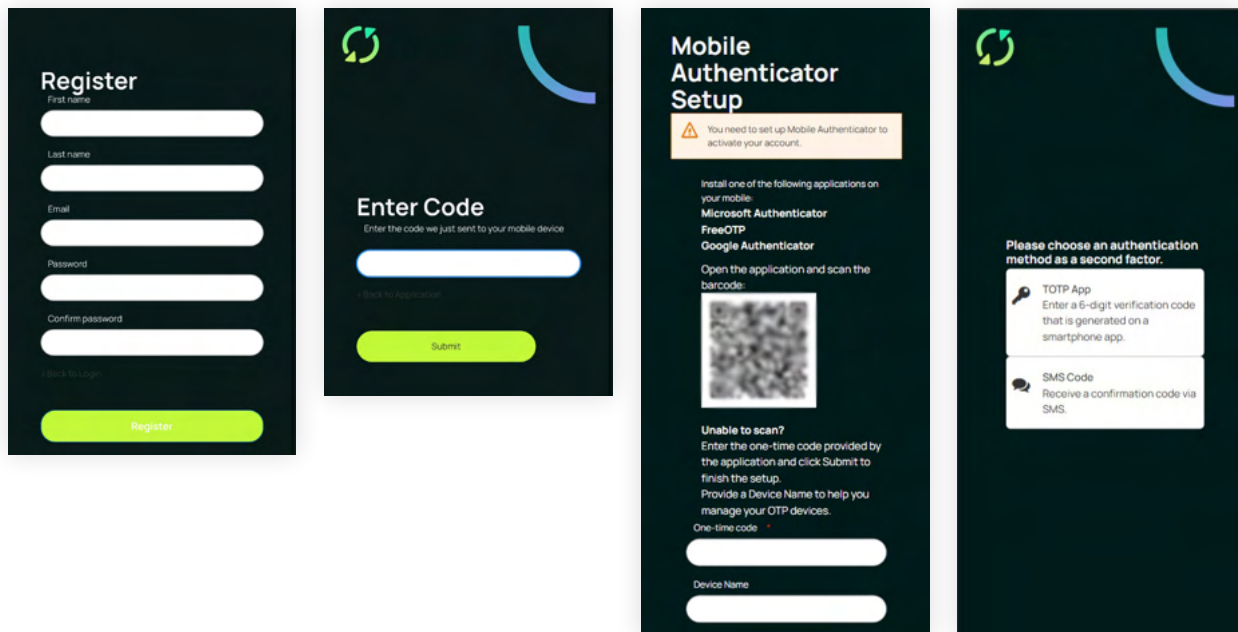 Register
First name
Last name
Email
Password
Confirm password
« Back to Login
Register
Enter Code
Enter the code we just sent to your mobile device
« Back to Application
Submit
Mobile
Authenticator
Setup
You need to set up Mobile Authenticator to
activate your account.
Install one of the following applications on
your mobile:
Microsoft Authenticator
FreeOTP
Google Authenticator
Open the application and scan the
barcode:
Unable to scan?
Enter the one-time code provided by
the application and click Submit to
finish the setup.
Provide a Device Name to help you
manage your OTP devices.
One-time code *
Device Name
Please choose an authentication
method as a second factor.
TOTP App
Enter a 6-digit verification code
that is generated on a
smartphone app.
SMS Code
Receive a confirmation code via
SMS.